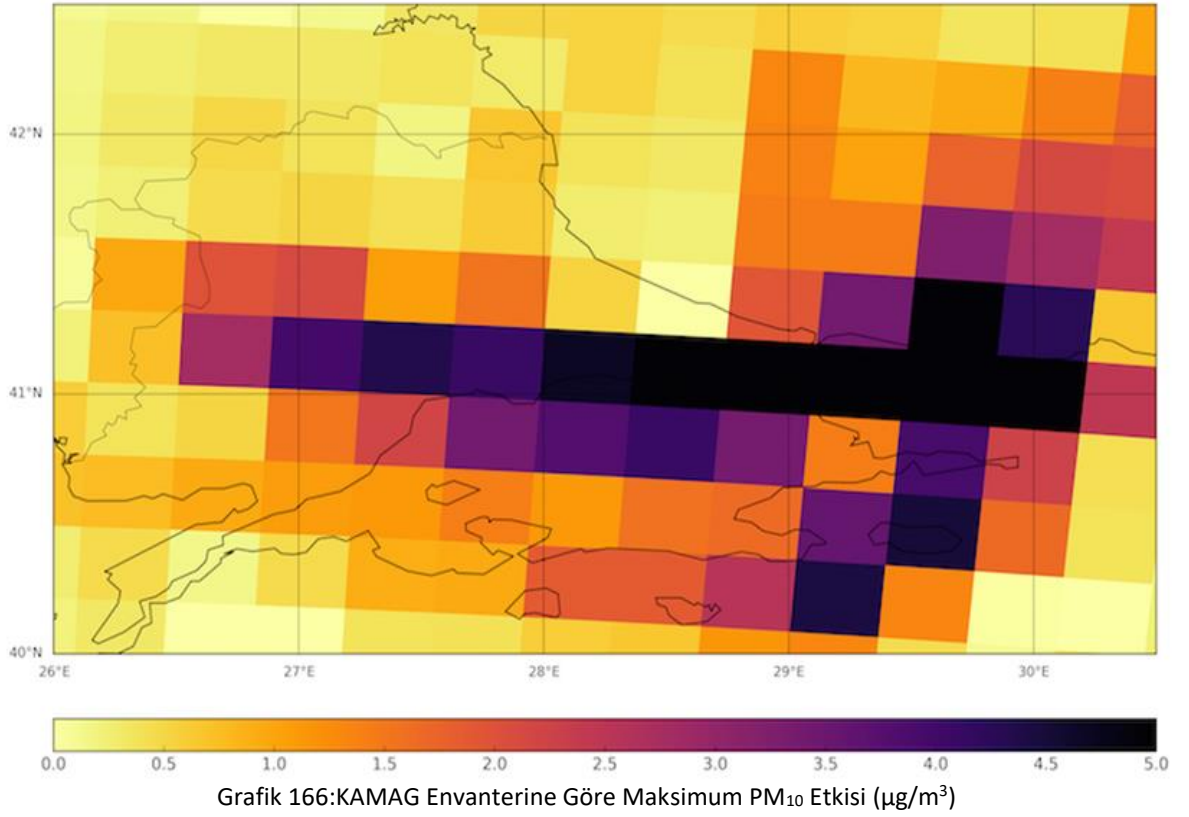 42°N
41°N
40°N
26°E 27°E 28°E 29°E 30°E
0.0 0.5 1.0 1.5 2.0 2.5 3.0 3.5 4.0 4.5 5.0
Grafik 166:KAMAG Envanterine Göre Maksimum PM₁₀ Etkisi (µg/m³)